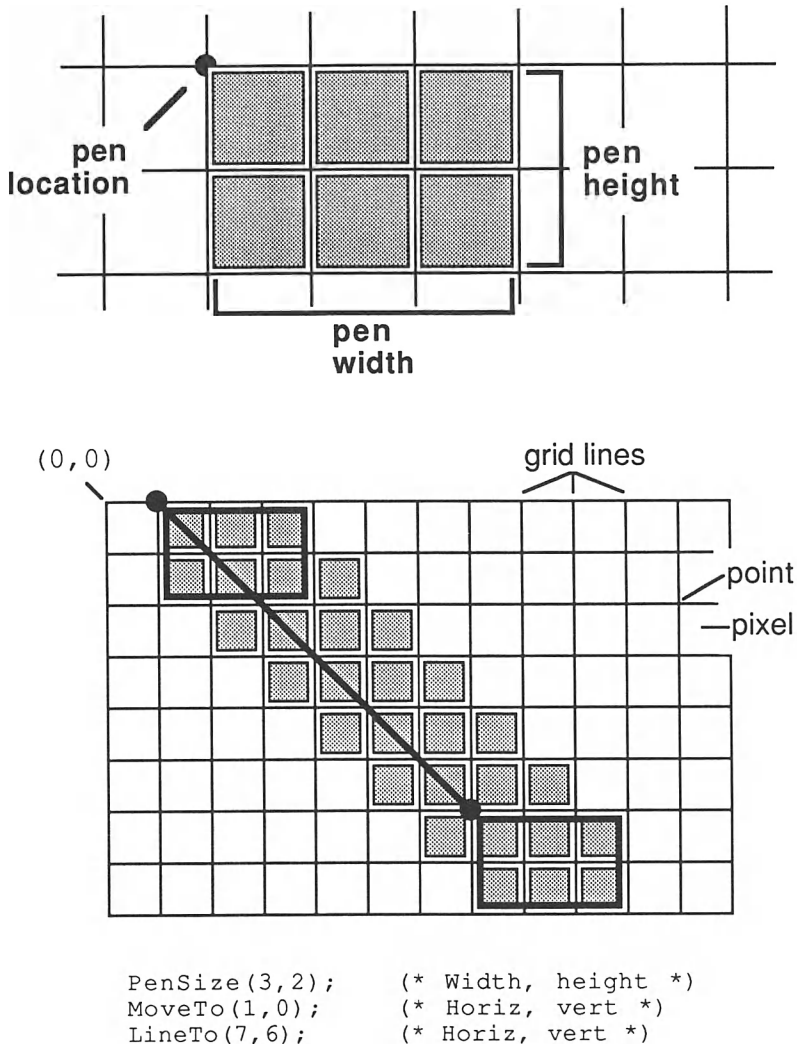 pen
location
pen
height
pen
width
(0,0)
grid lines
point
pixel
PenSize(3,2); (* Width, height *)
MoveTo(1,0); (* Horiz, vert *)
LineTo(7,6); (* Horiz, vert *)